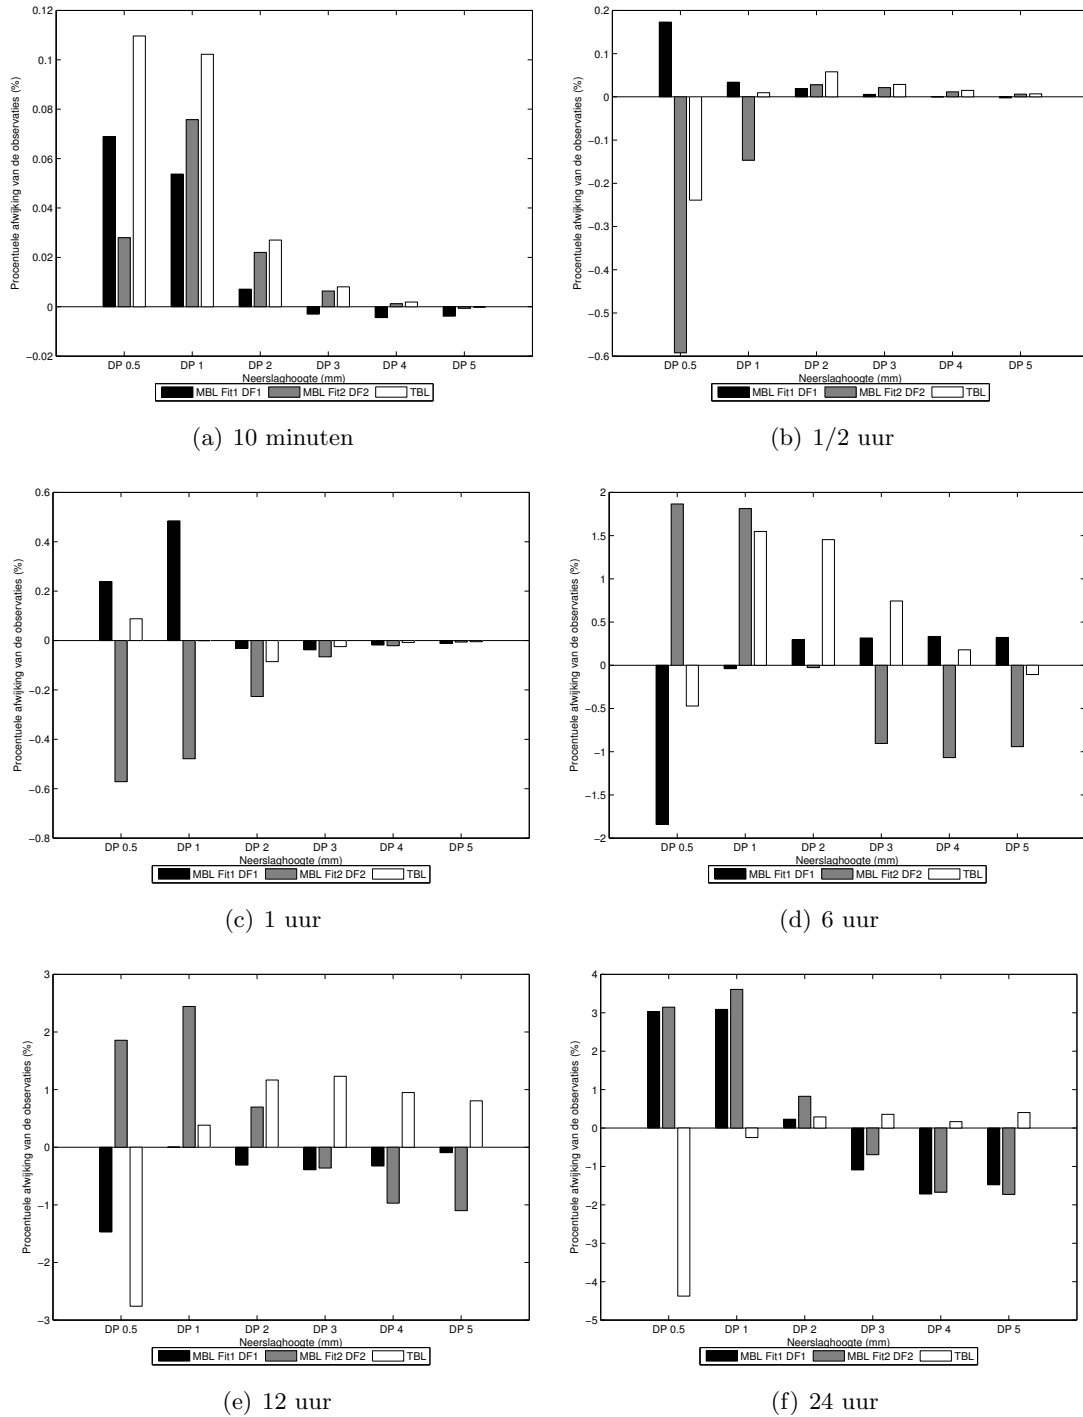 0.12
0.1
0.08
0.06
0.04
0.02
0
−0.02
Procentuele afwijking van de observaties (%)
DP 0.5 DP 1 DP 2 DP 3 DP 4 DP 5
Neerslaghoogte (mm)
MBL Fit1 DF1 MBL Fit2 DF2 TBL
(a) 10 minuten
0.2
0.1
0
−0.1
−0.2
−0.3
−0.4
−0.5
−0.6
Procentuele afwijking van de observaties (%)
DP 0.5 DP 1 DP 2 DP 3 DP 4 DP 5
Neerslaghoogte (mm)
MBL Fit1 DF1 MBL Fit2 DF2 TBL
(b) 1/2 uur
0.6
0.4
0.2
0
−0.2
−0.4
−0.6
−0.8
Procentuele afwijking van de observaties (%)
DP 0.5 DP 1 DP 2 DP 3 DP 4 DP 5
Neerslaghoogte (mm)
MBL Fit1 DF1 MBL Fit2 DF2 TBL
(c) 1 uur
2
1.5
1
0.5
0
−0.5
−1
−1.5
−2
Procentuele afwijking van de observaties (%)
DP 0.5 DP 1 DP 2 DP 3 DP 4 DP 5
Neerslaghoogte (mm)
MBL Fit1 DF1 MBL Fit2 DF2 TBL
(d) 6 uur
3
2
1
0
−1
−2
−3
Procentuele afwijking van de observaties (%)
DP 0.5 DP 1 DP 2 DP 3 DP 4 DP 5
Neerslaghoogte (mm)
MBL Fit1 DF1 MBL Fit2 DF2 TBL
(e) 12 uur
4
3
2
1
0
−1
−2
−3
−4
−5
Procentuele afwijking van de observaties (%)
DP 0.5 DP 1 DP 2 DP 3 DP 4 DP 5
Neerslaghoogte (mm)
MBL Fit1 DF1 MBL Fit2 DF2 TBL
(f) 24 uur